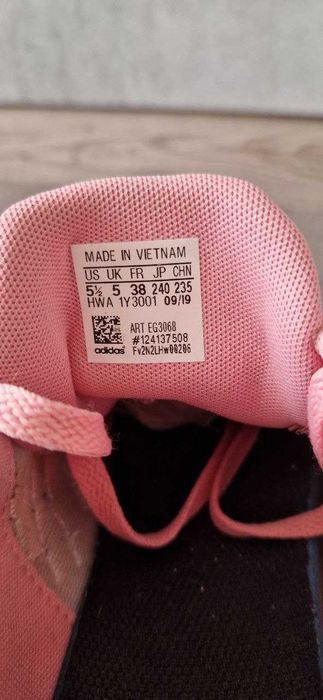 MADE IN VIETNAM
US UK FR JP CHN
5½ 5 38 240 235
HWA 1Y3001 09/19
ART EG3068
#124137508
adidas Fv2N2LHw00206